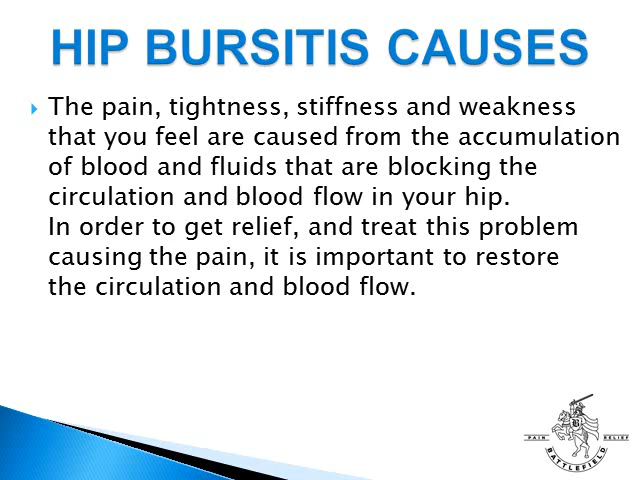 HIP BURSITIS CAUSES
The pain, tightness, stiffness and weakness
that you feel are caused from the accumulation
of blood and fluids that are blocking the
circulation and blood flow in your hip.
In order to get relief, and treat this problem
causing the pain, it is important to restore
the circulation and blood flow.
B
PAIN RELIEF
BATTLEFIELD